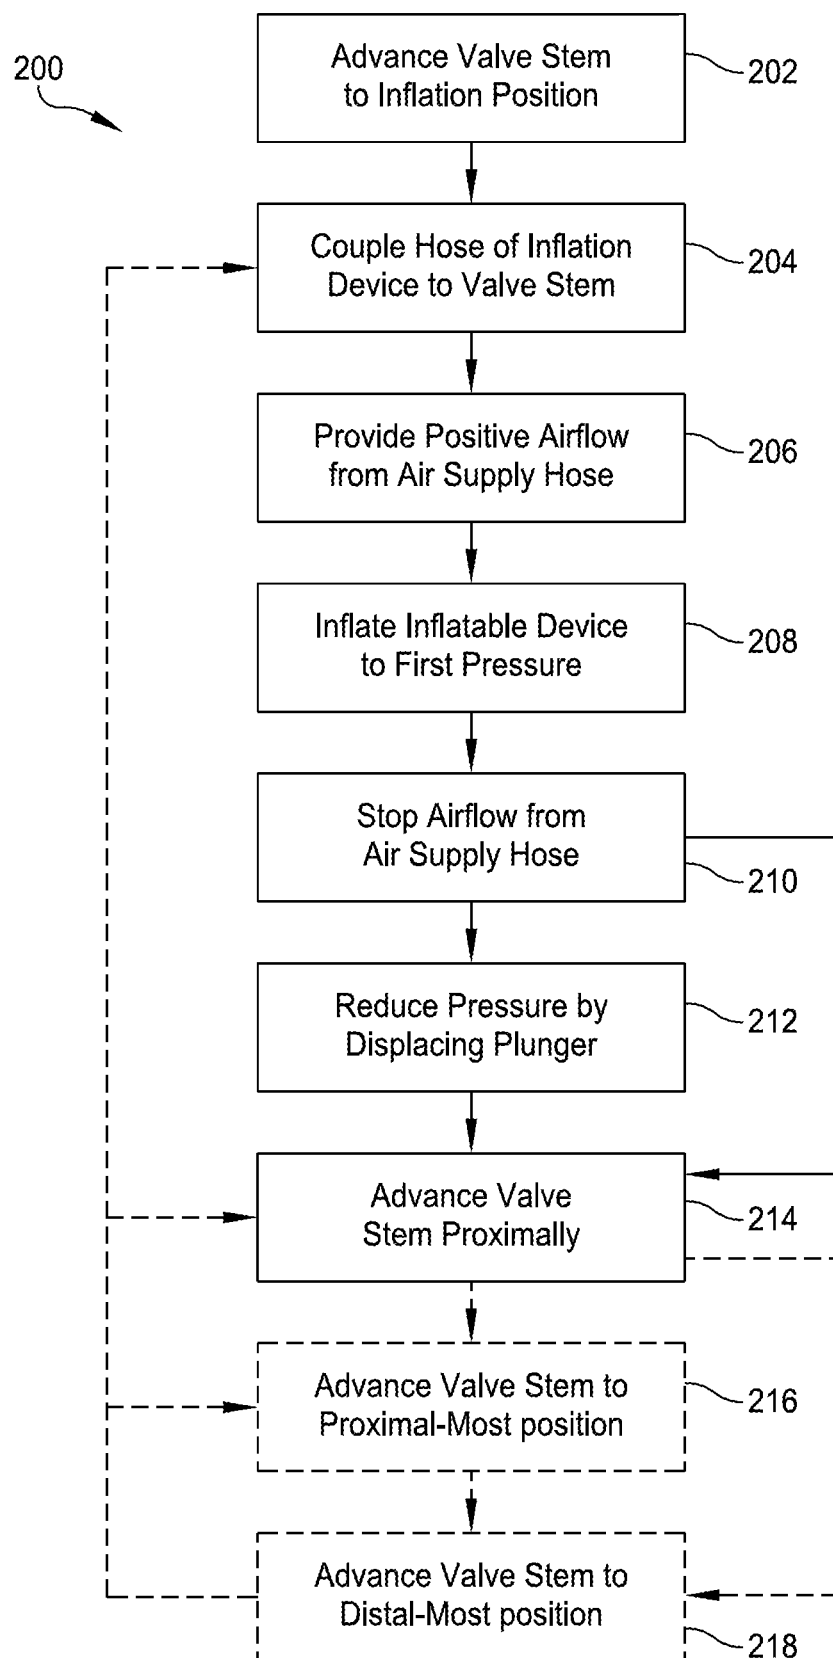 200
Advance Valve Stem
to Inflation Position
202
Couple Hose of Inflation
Device to Valve Stem
204
Provide Positive Airflow
from Air Supply Hose
206
Inflate Inflatable Device
to First Pressure
208
Stop Airflow from
Air Supply Hose
210
Reduce Pressure by
Displacing Plunger
212
Advance Valve
Stem Proximally
214
Advance Valve Stem to
Proximal-Most position
216
Advance Valve Stem to
Distal-Most position
218